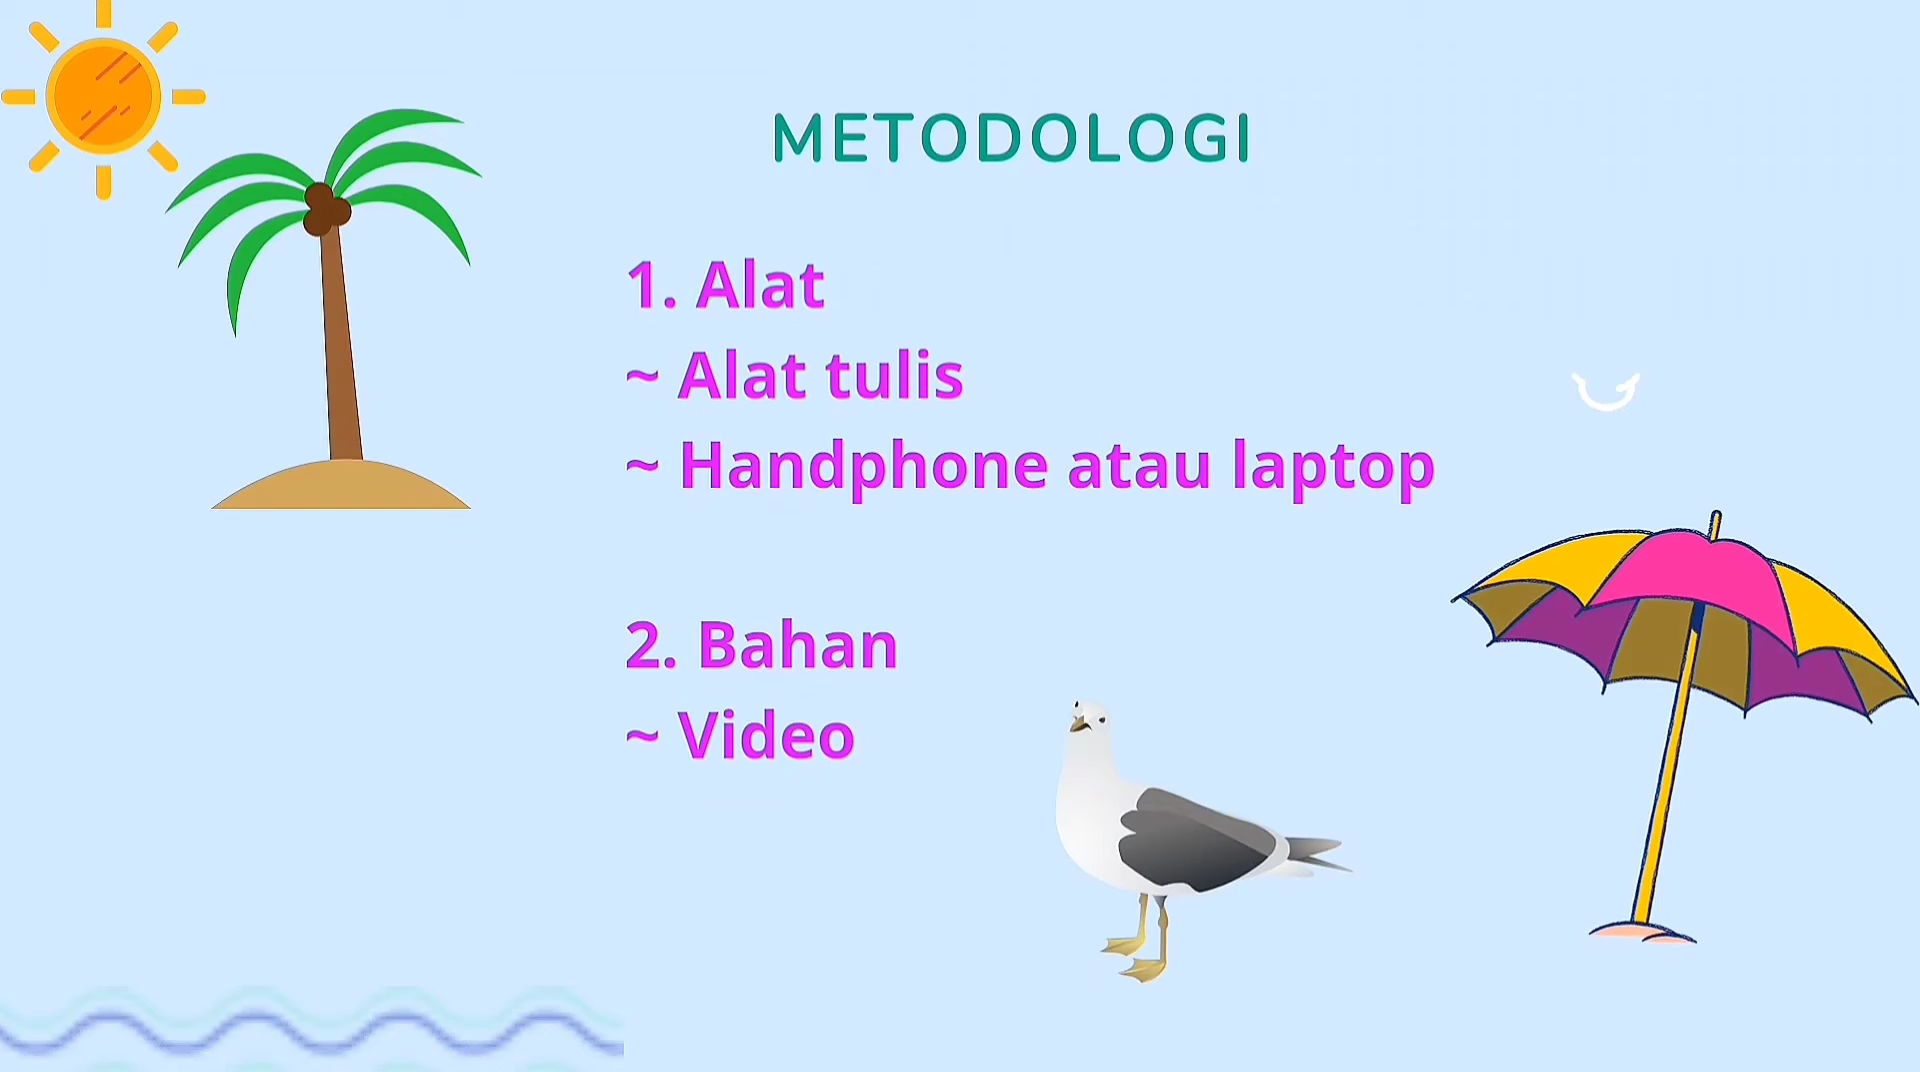 METODOLOGI
1. Alat
~ Alat tulis
~ Handphone atau laptop
2. Bahan
~ Video